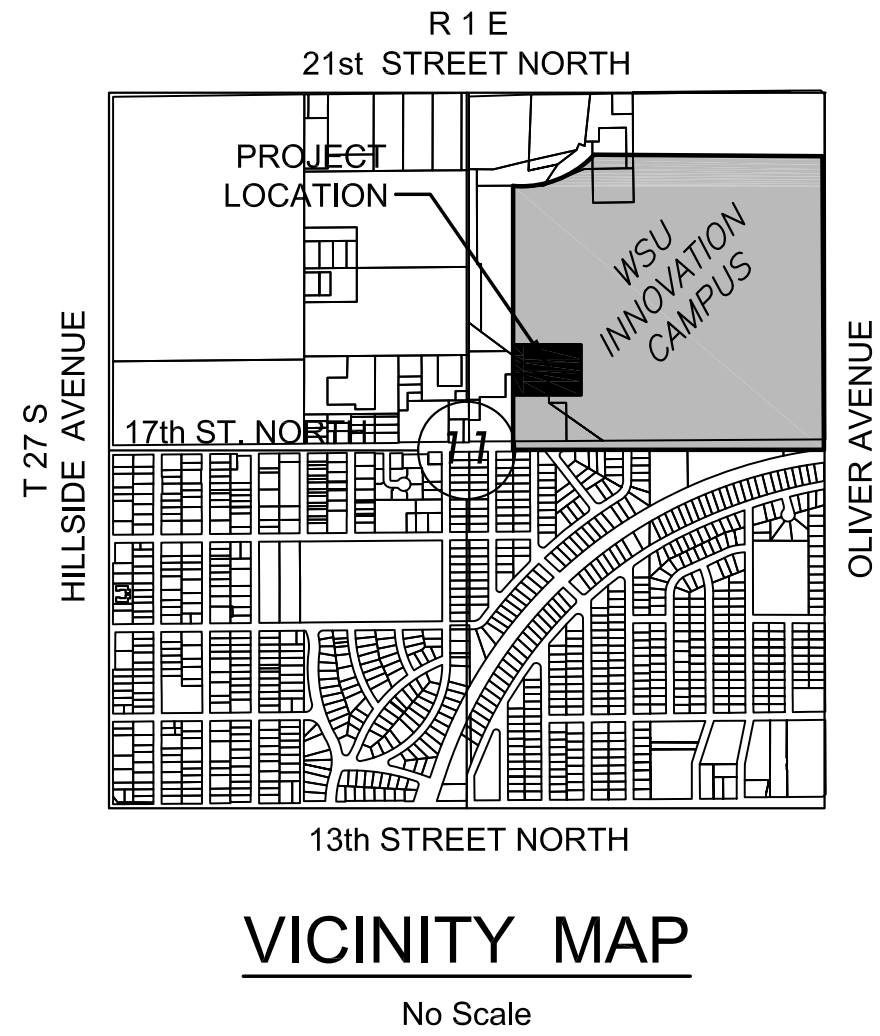 R 1 E
21st STREET NORTH
PROJECT
LOCATION
WSU
INNOVATION
CAMPUS
T 27 S
HILLSIDE AVENUE
OLIVER AVENUE
17th ST. NORTH
11
13th STREET NORTH
VICINITY MAP
No Scale